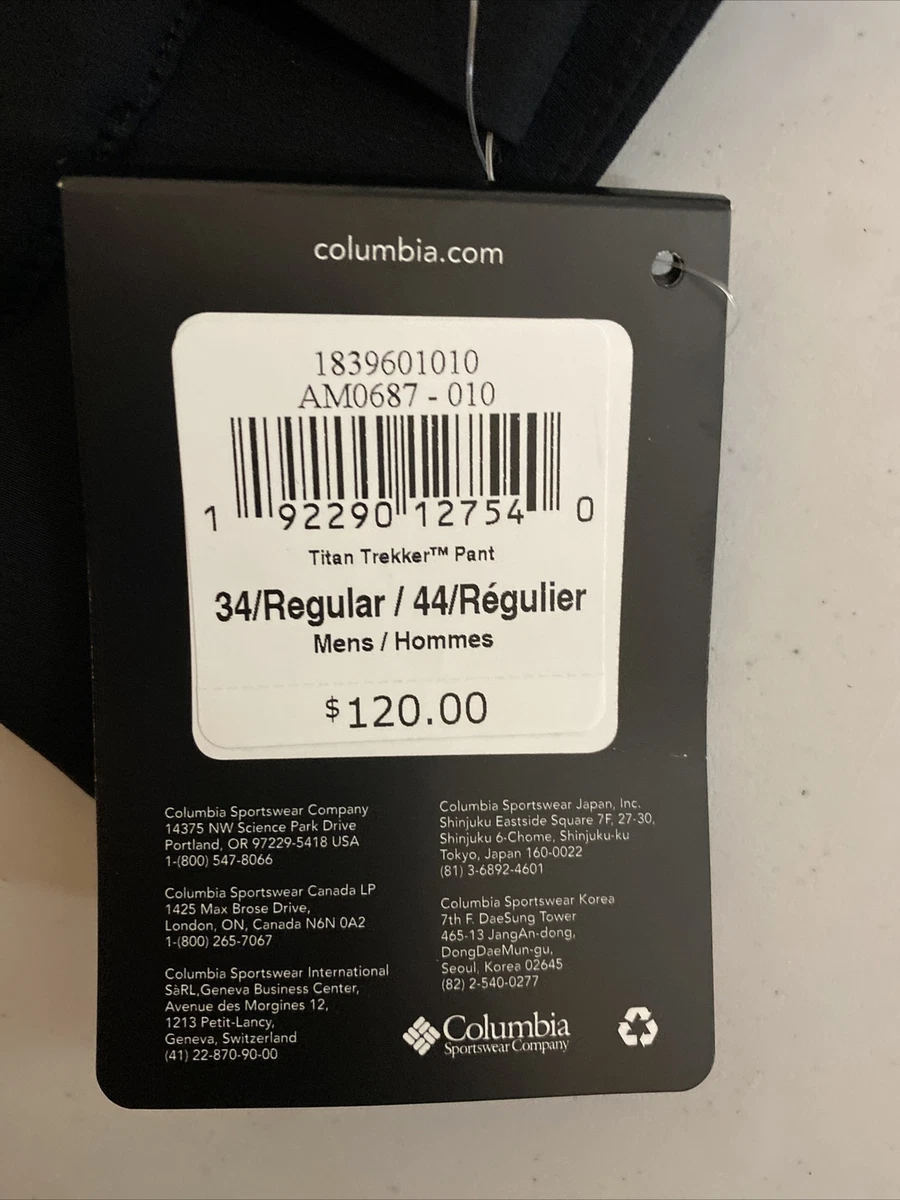 columbia.com
1839601010
AM0687 - 010
1 92290 12754 0
Titan Trekker™ Pant
34/Regular / 44/Régulier
Mens / Hommes
$120.00
Columbia Sportswear Company
14375 NW Science Park Drive
Portland, OR 97229-5418 USA
1-(800) 547-8066
Columbia Sportswear Canada LP
1425 Max Brose Drive,
London, ON, Canada N6N 0A2
1-(800) 265-7067
Columbia Sportswear International
SàRL,Geneva Business Center,
Avenue des Morgines 12,
1213 Petit-Lancy,
Geneva, Switzerland
(41) 22-870-90-00
Columbia Sportswear Japan, Inc.
Shinjuku Eastside Square 7F, 27-30,
Shinjuku 6-Chome, Shinjuku-ku
Tokyo, Japan 160-0022
(81) 3-6892-4601
Columbia Sportswear Korea
7th F. DaeSung Tower
465-13 JangAn-dong,
DongDaeMun-gu,
Seoul, Korea 02645
(82) 2-540-0277
Columbia
Sportswear Company